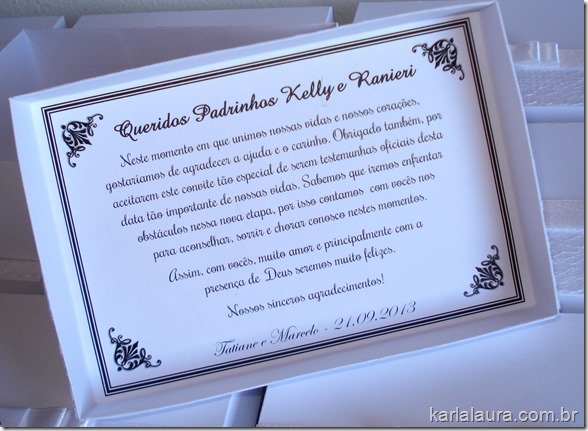 Queridos Padrinhos Kelly e Ranieri
Neste momento em que unimos nossas vidas e nossos corações,
gostaríamos de agradecer a ajuda e o carinho. Obrigado também, por
aceitarem este convite tão especial de serem testemunhas oficiais desta
data tão importante de nossas vidas. Sabemos que iremos enfrentar
obstáculos nessa nova etapa, por isso contamos com vocês nos
para aconselhar, sorrir e chorar conosco nestes momentos.
Assim, com vocês, muito amor e principalmente com a
presença de Deus seremos muito felizes.
Nossos sinceros agradecimentos!
Tatiane e Marcelo - 21.09.2013
karlalaura.com.br